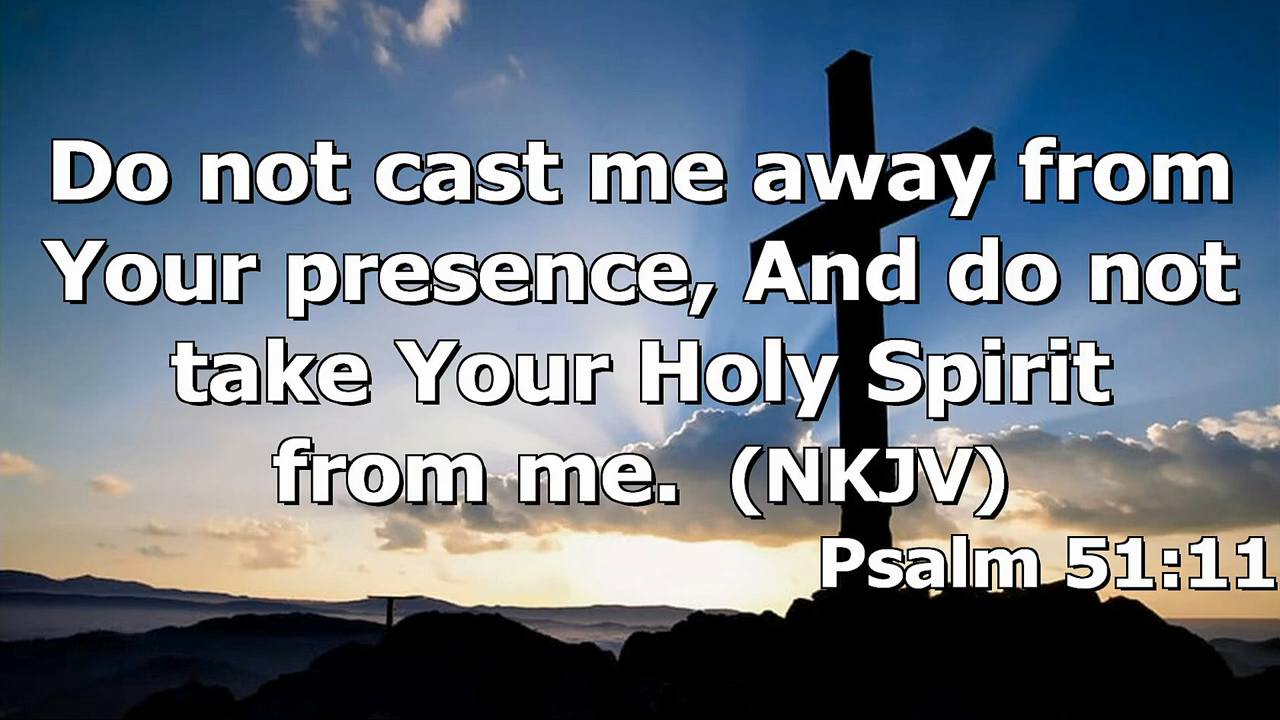 Do not cast me away from
Your presence, And do not
take Your Holy Spirit
from me. (NKJV)
Psalm 51:11